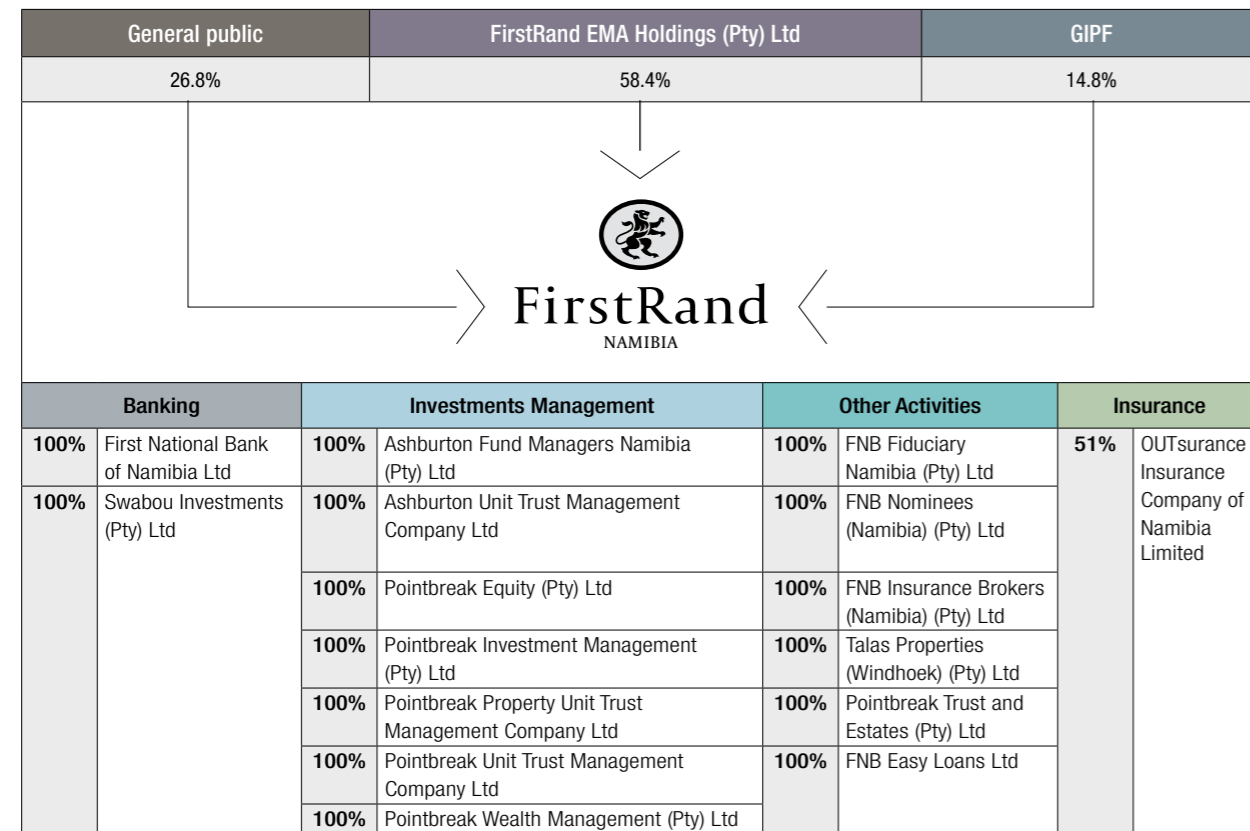 General public
FirstRand EMA Holdings (Pty) Ltd
GIPF
26.8%
58.4%
14.8%
FirstRand
NAMIBIA
Banking
100% First National Bank
of Namibia Ltd
100% Swabou Investments
(Pty) Ltd
Investments Management
100% Ashburton Fund Managers Namibia
(Pty) Ltd
100% Ashburton Unit Trust Management
Company Ltd
100% Pointbreak Equity (Pty) Ltd
100% Pointbreak Investment Management
(Pty) Ltd
100% Pointbreak Property Unit Trust
Management Company Ltd
100% Pointbreak Unit Trust Management
Company Ltd
100% Pointbreak Wealth Management (Pty) Ltd
Other Activities
100% FNB Fiduciary
Namibia (Pty) Ltd
100% FNB Nominees
(Namibia) (Pty) Ltd
100% FNB Insurance Brokers
(Namibia) (Pty) Ltd
100% Talas Properties
(Windhoek) (Pty) Ltd
100% Pointbreak Trust and
Estates (Pty) Ltd
100% FNB Easy Loans Ltd
Insurance
51% OUTsurance
Insurance
Company of
Namibia
Limited